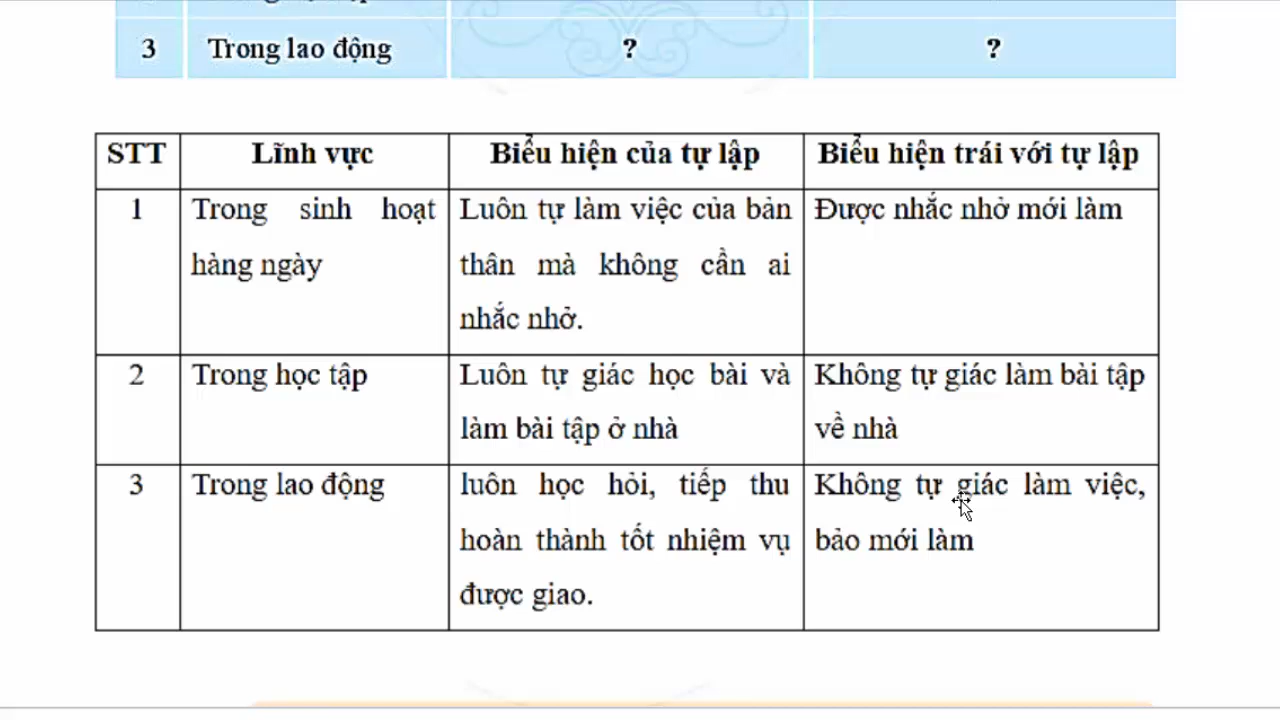 3 Trong lao động ? ?
STT Lĩnh vực Biểu hiện của tự lập Biểu hiện trái với tự lập
1 Trong sinh hoạt Luôn tự làm việc của bản Được nhắc nhở mới làm
hàng ngày thân mà không cần ai
nhắc nhở.
2 Trong học tập Luôn tự giác học bài và Không tự giác làm bài tập
làm bài tập ở nhà về nhà
3 Trong lao động luôn học hỏi, tiếp thu Không tự giác làm việc,
hoàn thành tốt nhiệm vụ bảo mới làm
được giao.